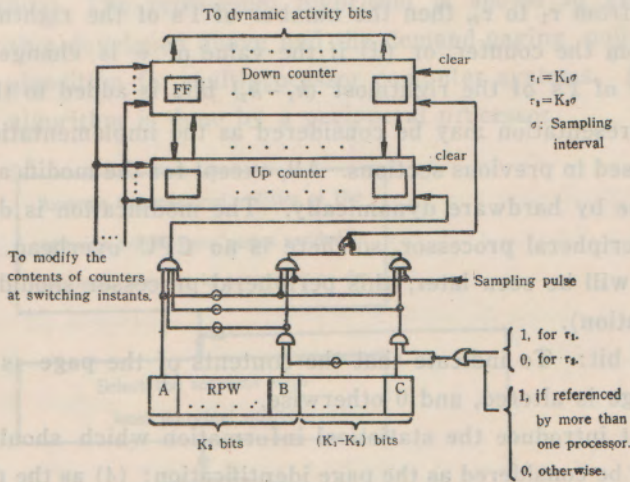 To dynamic activity bits
Down counter
clear
FF
τ₁=K₁σ
τ₂=K₂σ
σ: Sampling
interval
clear
Up counter
To modify the
contents of counters
at switching instants.
Sampling pulse
1, for τ₁.
0, for τ₂.
A
RPW
B
C
1, if referenced
by more than
one processor.
0, otherwise.
K₂ bits
(K₁-K₂) bits